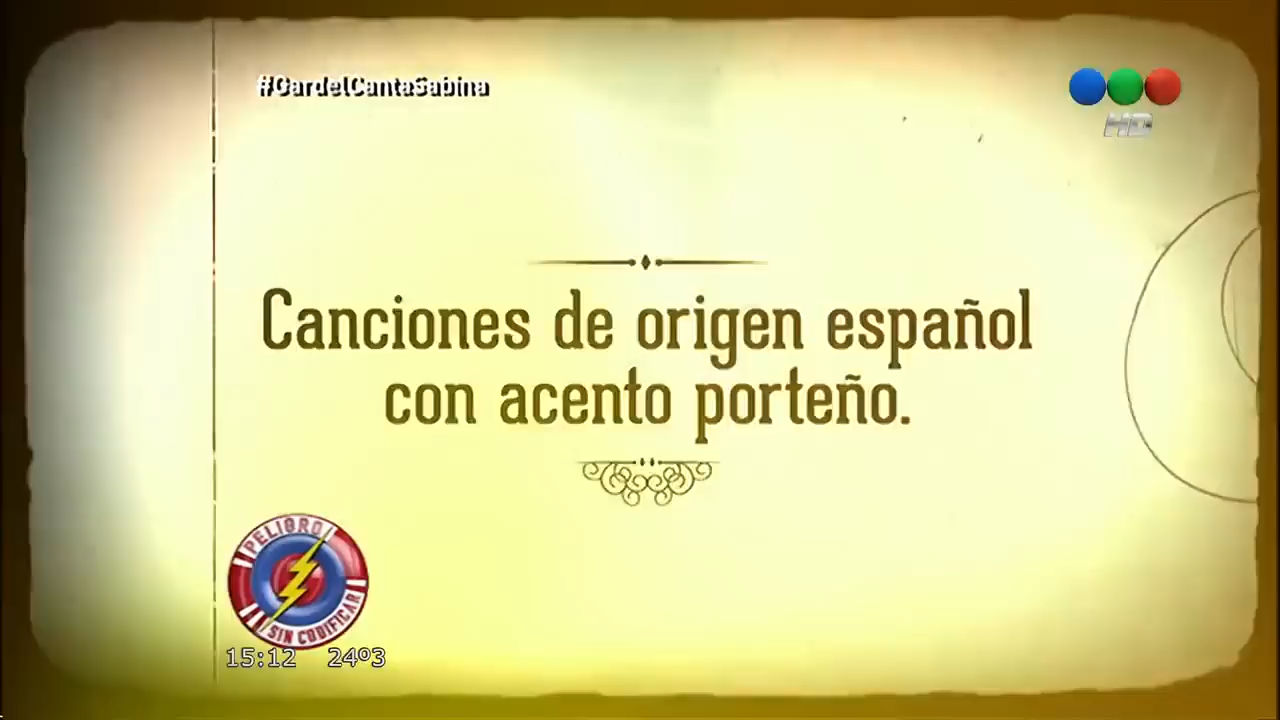 #GardelCantaSabina
HD
Canciones de origen español
con acento porteño.
PELIGRO
SIN CODIFICAR
15:12 24º3